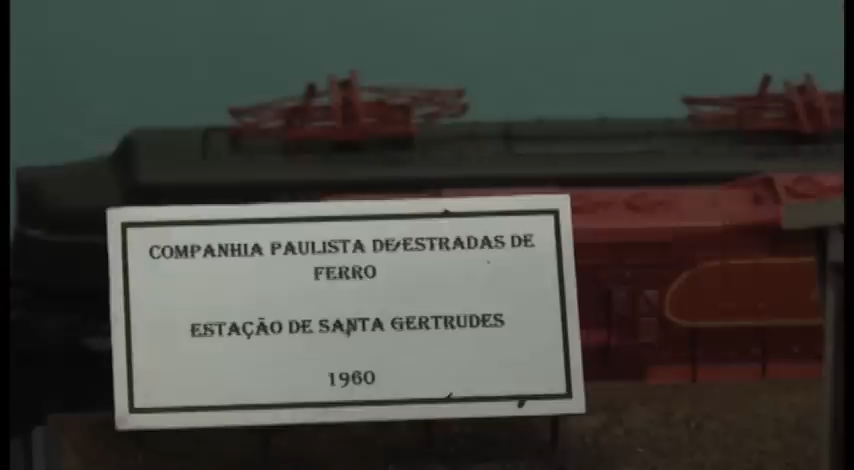 COMPANHIA PAULISTA DE ESTRADAS DE
FERRO
ESTAÇÃO DE SANTA GERTRUDES
1960